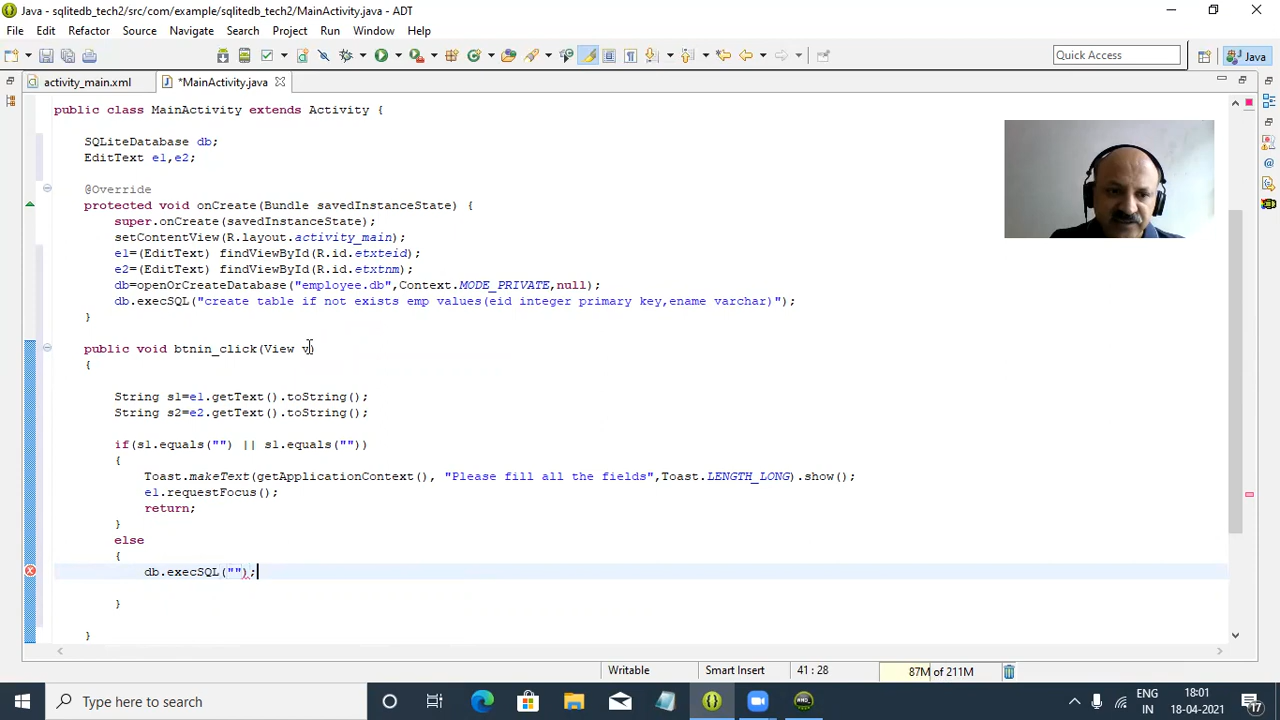 Java - sqlitedb_tech2/src/com/example/sqlitedb_tech2/MainActivity.java - ADT
File Edit Refactor Source Navigate Search Project Run Window Help
Quick Access
Java
activity_main.xml
*MainActivity.java
public class MainActivity extends Activity {
SQLiteDatabase db;
EditText e1,e2;
@Override
protected void onCreate(Bundle savedInstanceState) {
super.onCreate(savedInstanceState);
setContentView(R.layout.activity_main);
e1=(EditText) findViewById(R.id.etxteid);
e2=(EditText) findViewById(R.id.etxtnm);
db=openOrCreateDatabase("employee.db",Context.MODE_PRIVATE,null);
db.execSQL("create table if not exists emp values(eid integer primary key,ename varchar)");
}
public void btnin_click(View v)
{
String s1=e1.getText().toString();
String s2=e2.getText().toString();
if(s1.equals("") || s1.equals(""))
{
Toast.makeText(getApplicationContext(), "Please fill all the fields",Toast.LENGTH_LONG).show();
e1.requestFocus();
return;
}
else
{
db.execSQL("");
}
}
Writable
Smart Insert
41 : 28
87M of 211M
Type here to search
ENG
IN
18:01
18-04-2021
17